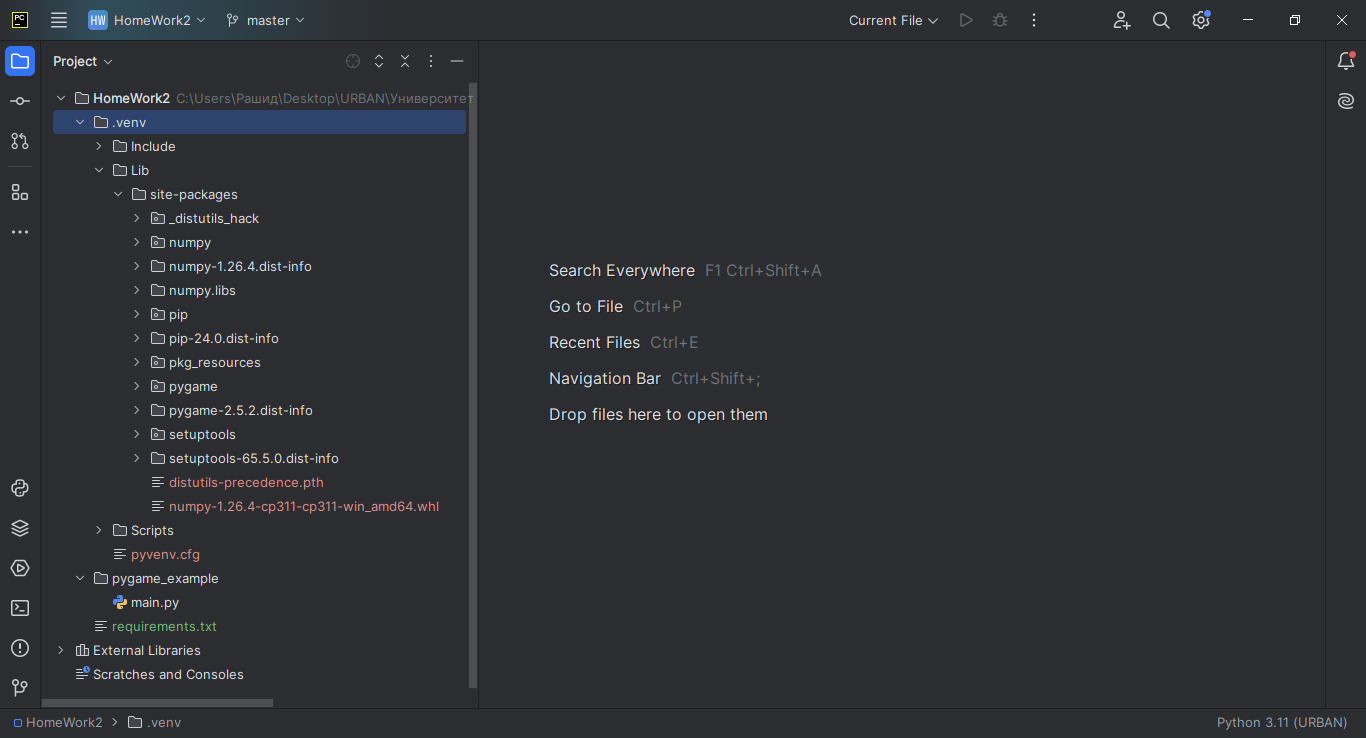 PC HW HomeWork2 master Current File
Project
HomeWork2 C:\Users\Рашид\Desktop\URBAN\Университет
.venv
Include
Lib
site-packages
_distutils_hack
numpy
numpy-1.26.4.dist-info
numpy.libs
pip
pip-24.0.dist-info
pkg_resources
pygame
pygame-2.5.2.dist-info
setuptools
setuptools-65.5.0.dist-info
distutils-precedence.pth
numpy-1.26.4-cp311-cp311-win_amd64.whl
Scripts
pyvenv.cfg
pygame_example
main.py
requirements.txt
External Libraries
Scratches and Consoles
Search Everywhere F1 Ctrl+Shift+A
Go to File Ctrl+P
Recent Files Ctrl+E
Navigation Bar Ctrl+Shift+;
Drop files here to open them
HomeWork2 > .venv
Python 3.11 (URBAN)